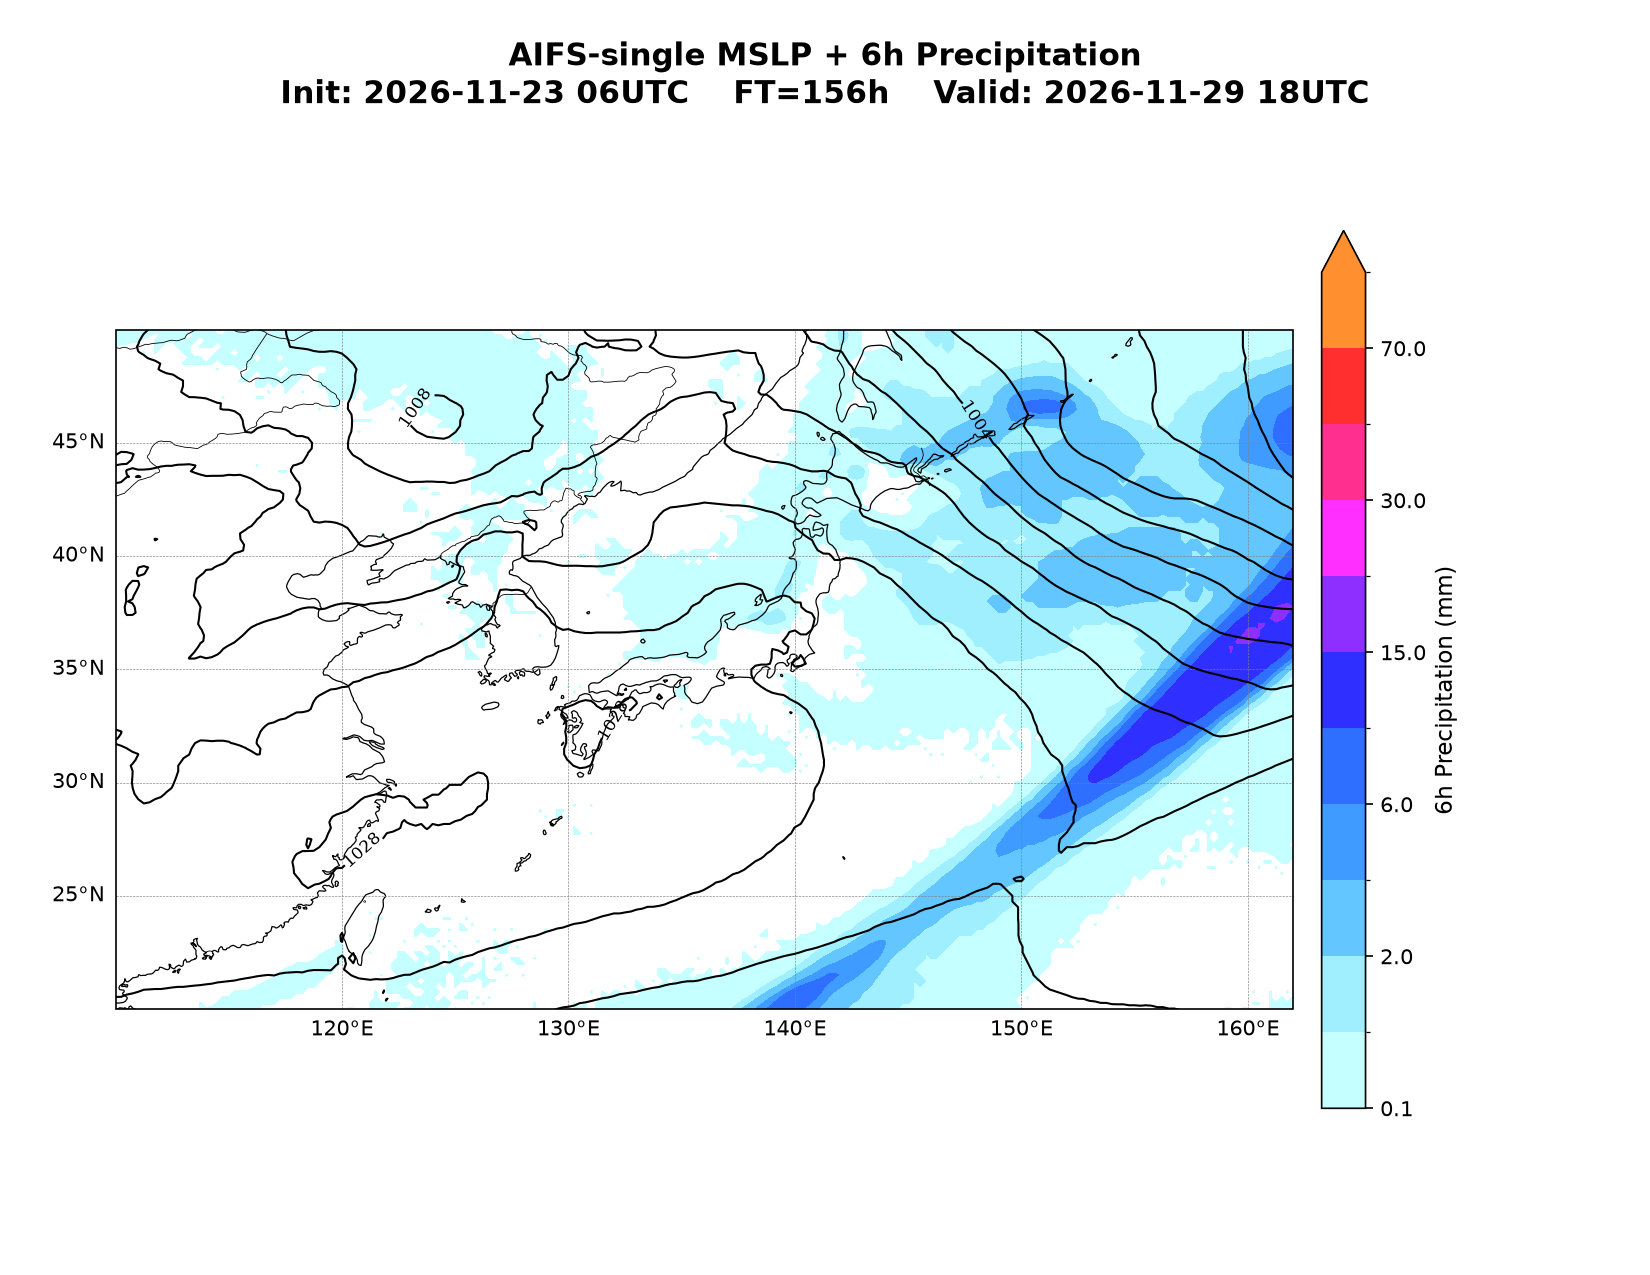 AIFS-single MSLP + 6h Precipitation
Init: 2026-11-23 06UTC    FT=156h    Valid: 2026-11-29 18UTC
70.0
30.0
15.0
6.0
2.0
0.1
6h Precipitation (mm)
45°N
40°N
35°N
30°N
25°N
120°E
130°E
140°E
150°E
160°E
1008
1004
1028